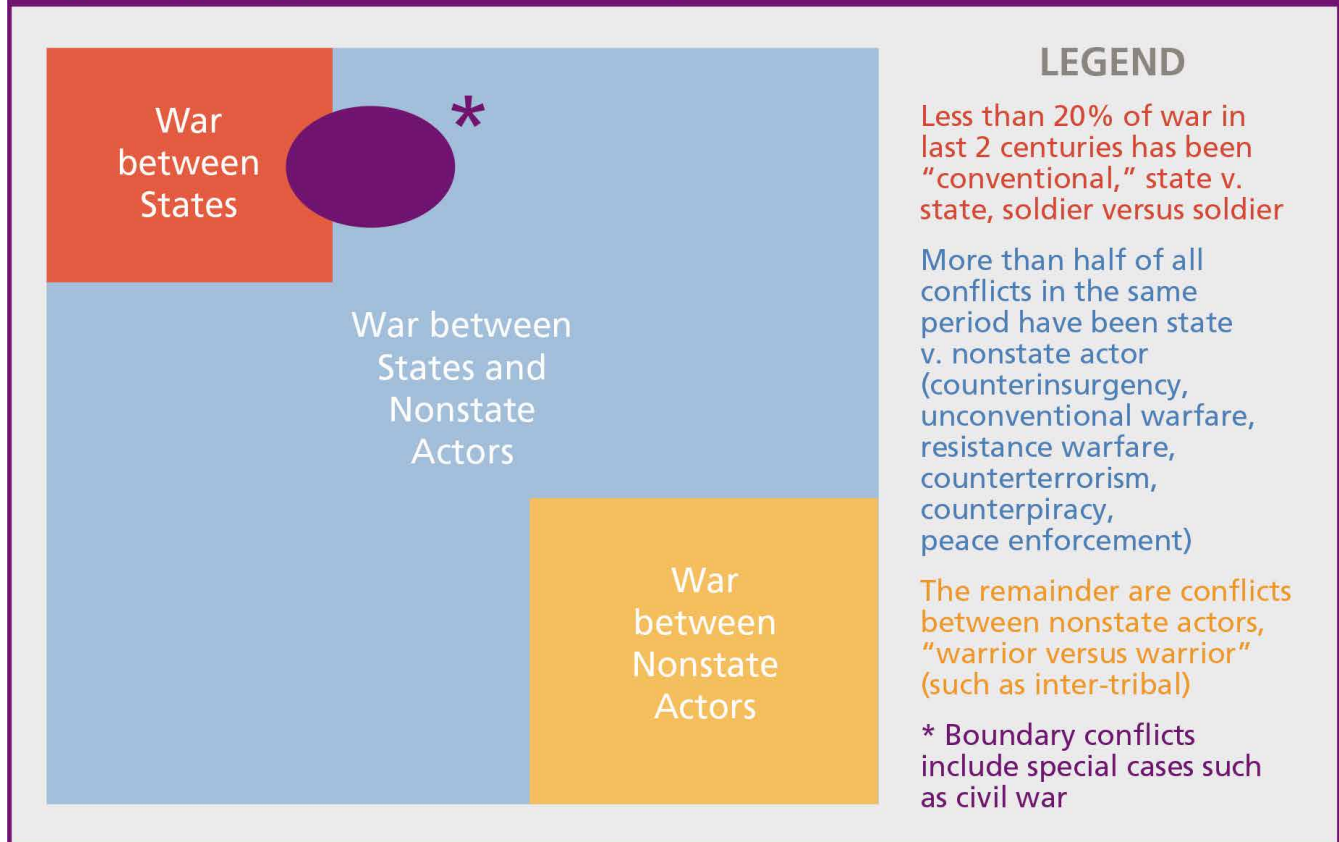 War
between
States
*
War between
States and
Nonstate
Actors
War
between
Nonstate
Actors
LEGEND
Less than 20% of war in
last 2 centuries has been
“conventional,” state v.
state, soldier versus soldier
More than half of all
conflicts in the same
period have been state
v. nonstate actor
(counterinsurgency,
unconventional warfare,
resistance warfare,
counterterrorism,
counterpiracy,
peace enforcement)
The remainder are conflicts
between nonstate actors,
“warrior versus warrior”
(such as inter-tribal)
* Boundary conflicts
include special cases such
as civil war